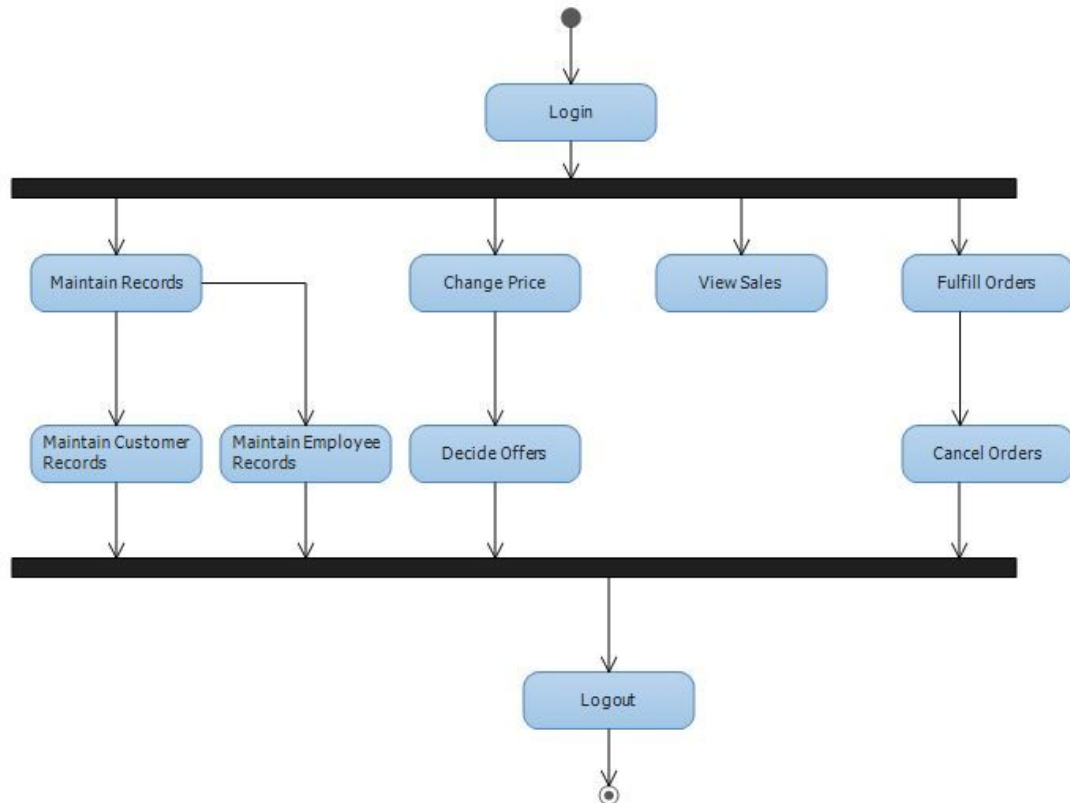 Login
Maintain Records
Change Price
View Sales
Fulfill Orders
Maintain Customer
Records
Maintain Employee
Records
Decide Offers
Cancel Orders
Logout